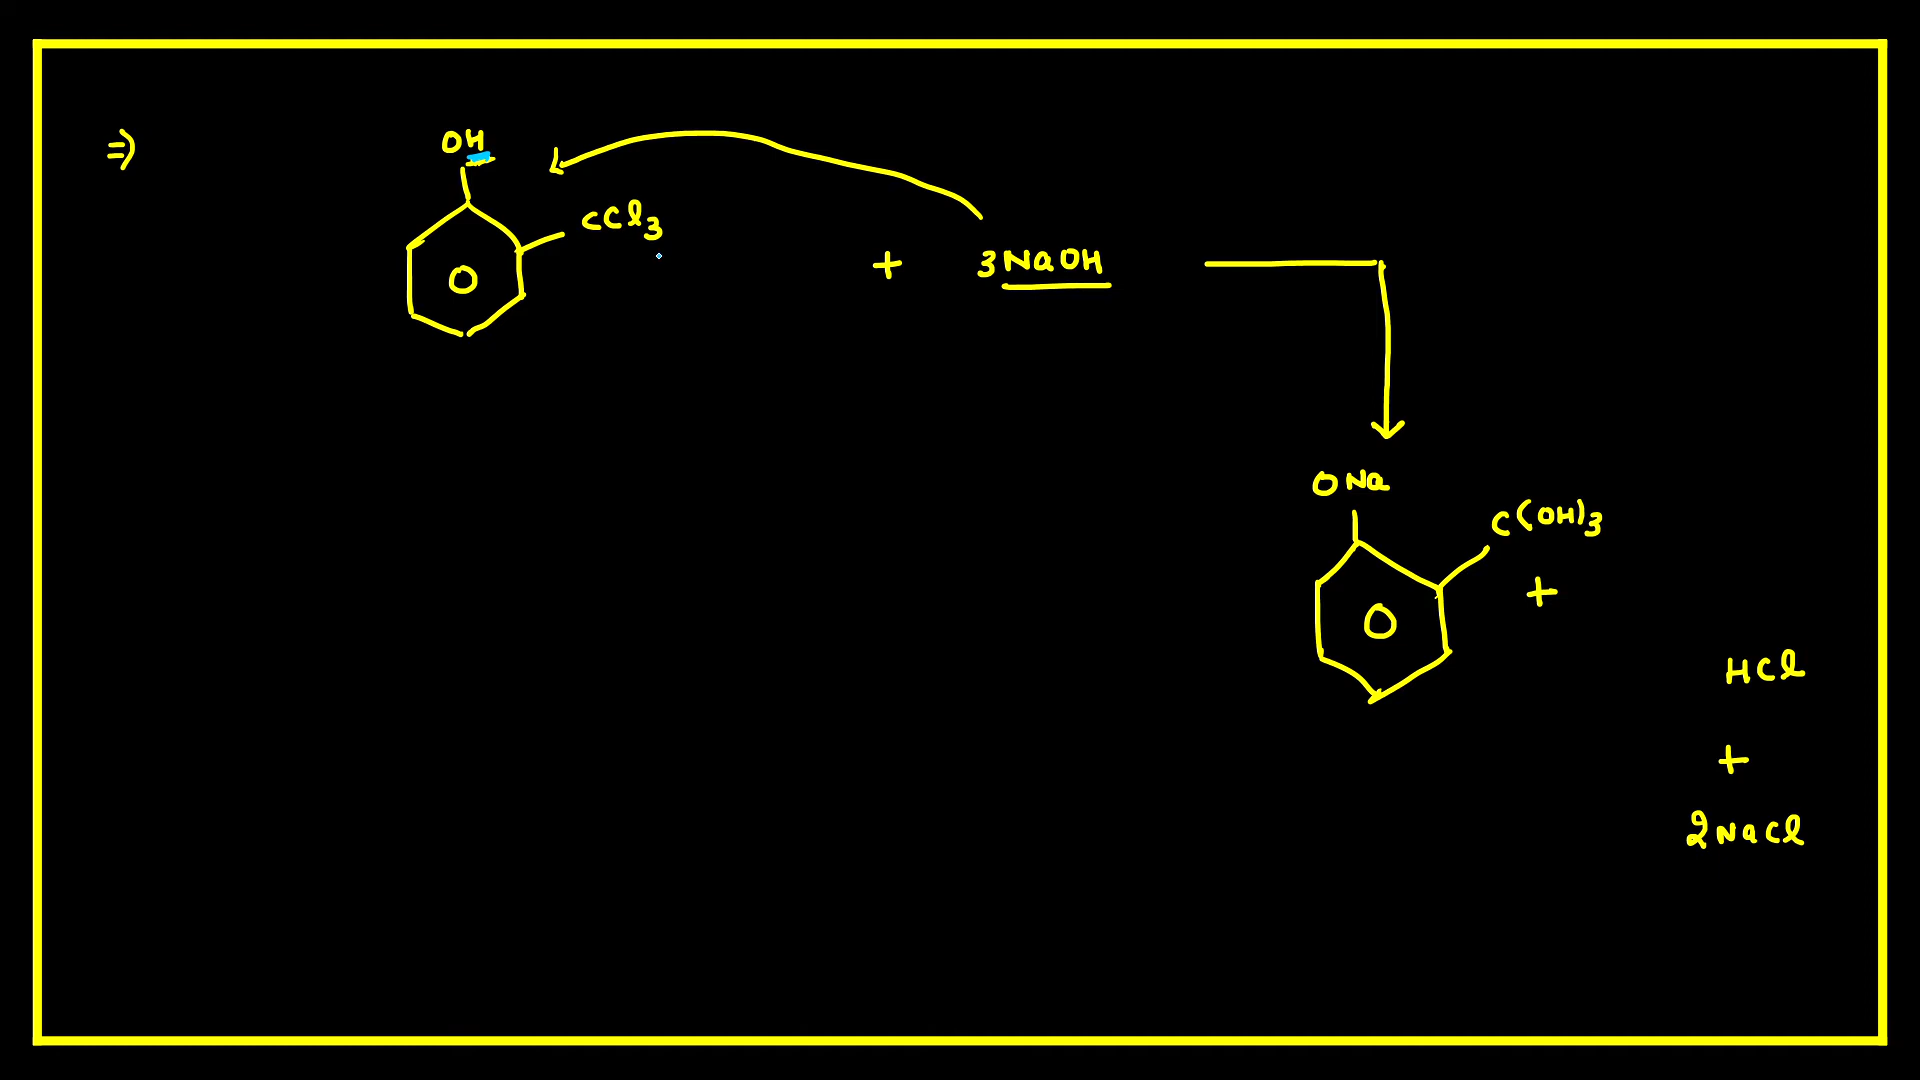 ⇒ OH
CCl₃
+ 3NaOH
ONa
C(OH)₃
+
HCl
+
2NaCl